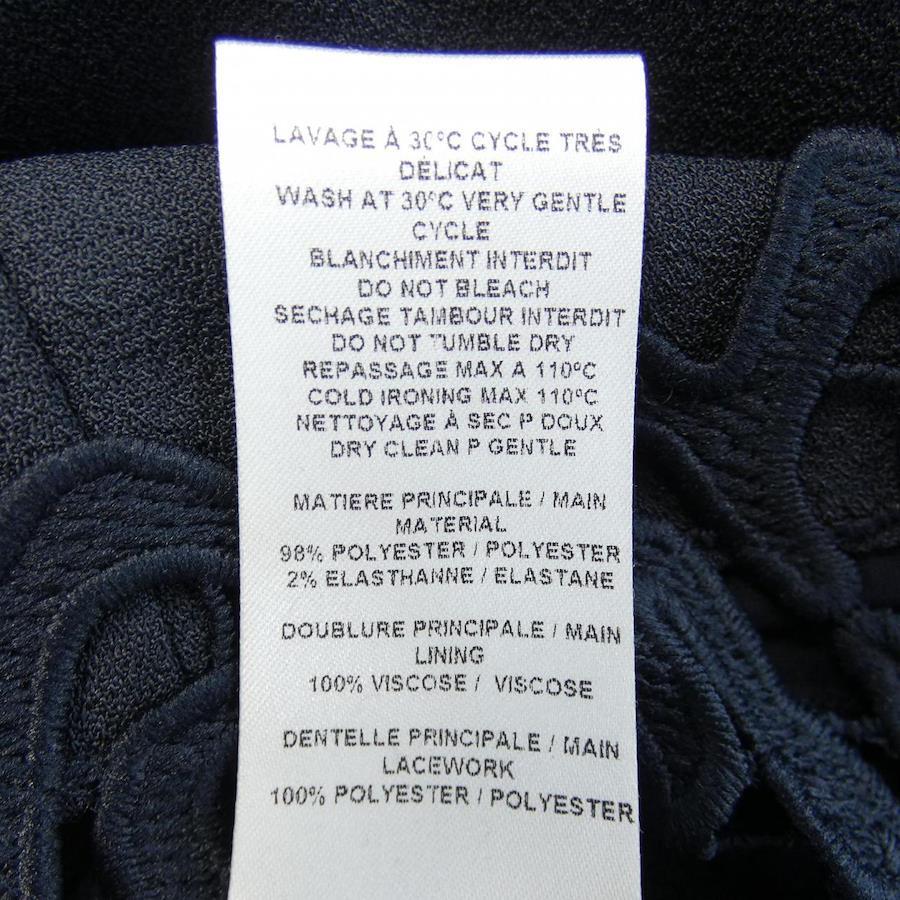 LAVAGE À 30°C CYCLE TRÈS
DÉLICAT
WASH AT 30°C VERY GENTLE
CYCLE
BLANCHIMENT INTERDIT
DO NOT BLEACH
SECHAGE TAMBOUR INTERDIT
DO NOT TUMBLE DRY
REPASSAGE MAX A 110°C
COLD IRONING MAX 110°C
NETTOYAGE À SEC P DOUX
DRY CLEAN P GENTLE
MATIERE PRINCIPALE / MAIN
MATERIAL
98% POLYESTER / POLYESTER
2% ELASTHANNE / ELASTANE
DOUBLURE PRINCIPALE / MAIN
LINING
100% VISCOSE / VISCOSE
DENTELLE PRINCIPALE / MAIN
LACEWORK
100% POLYESTER / POLYESTER